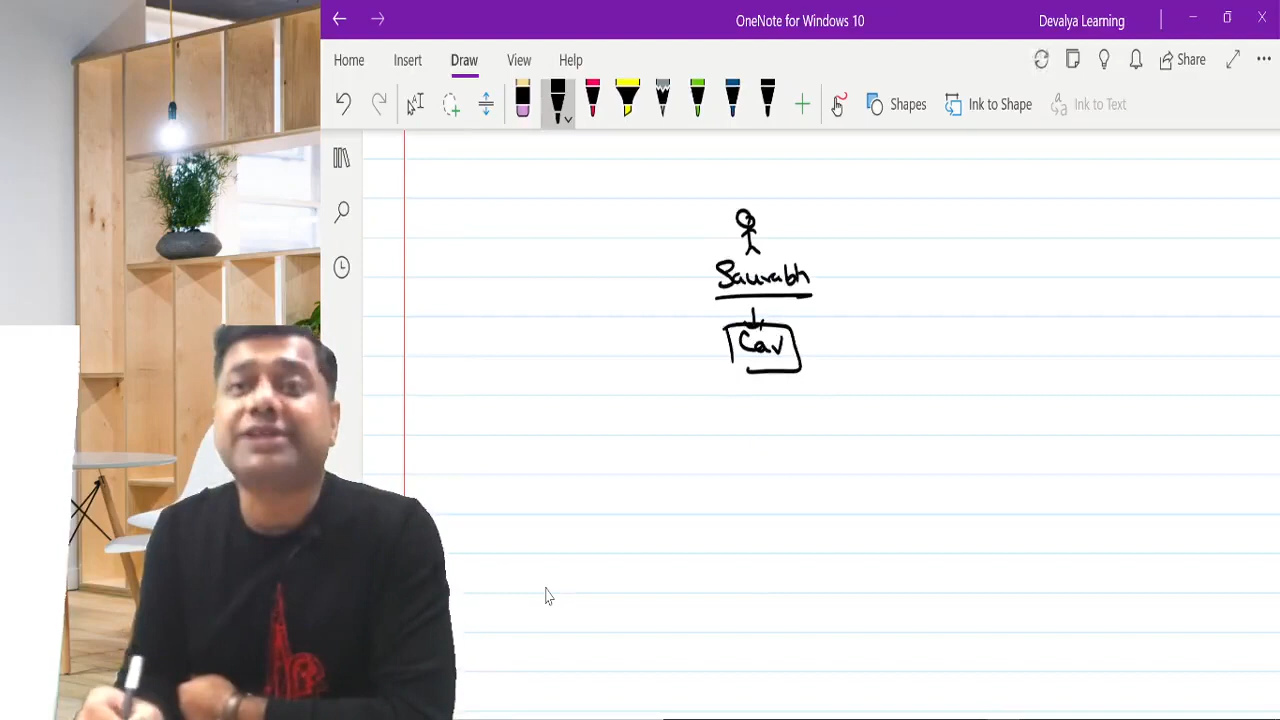 OneNote for Windows 10
Devalya Learning
Home Insert Draw View Help
Share
Shapes
Ink to Shape
Ink to Text
Saurabh
Car